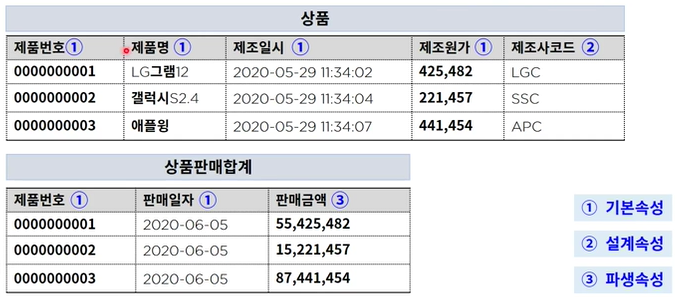 상품
제품번호① 제품명 ① 제조일시 ① 제조원가 ① 제조사코드 ②
0000000001 LG그램12 2020-05-29 11:34:02 425,482 LGC
0000000002 갤럭시S2.4 2020-05-29 11:34:04 221,457 SSC
0000000003 애플윙 2020-05-29 11:34:07 441,454 APC
상품판매합계
제품번호 ① 판매일자 ① 판매금액 ③
0000000001 2020-06-05 55,425,482
0000000002 2020-06-05 15,221,457
0000000003 2020-06-05 87,441,454
① 기본속성
② 설계속성
③ 파생속성